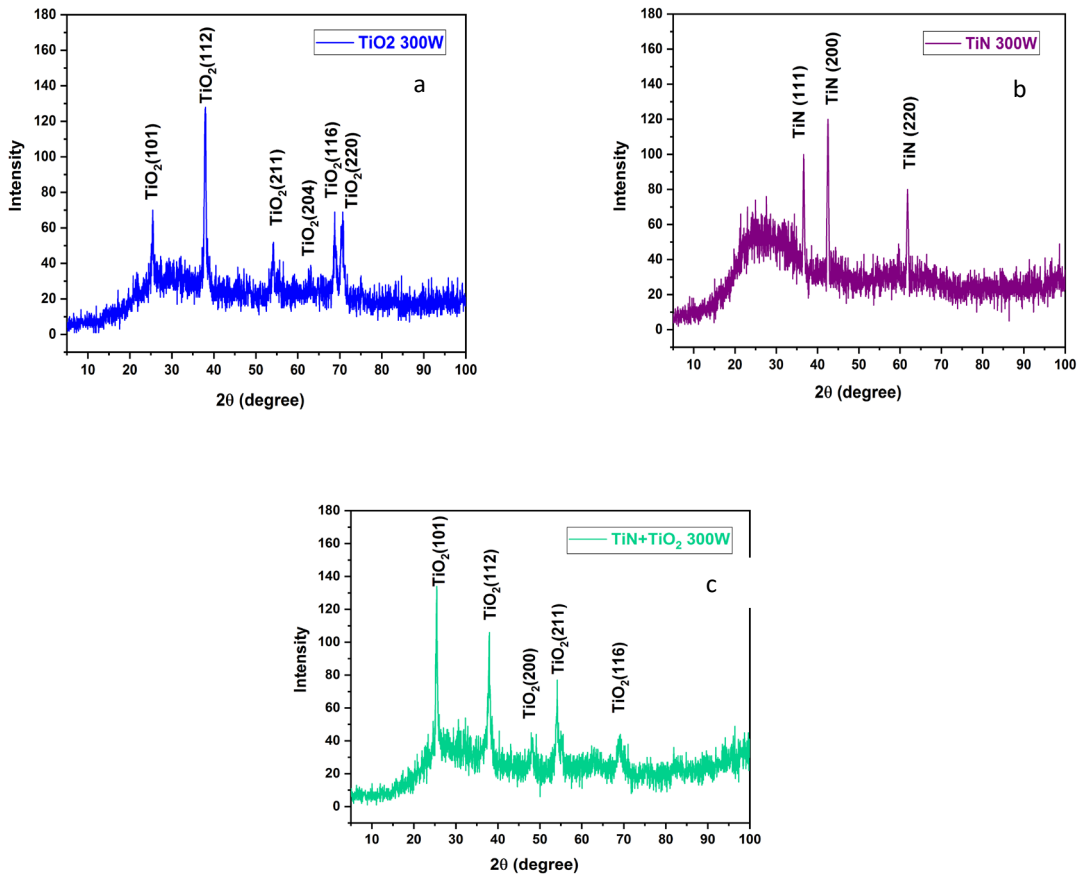 TiO2 300W
a
TiO₂(101)
TiO₂(112)
TiO₂(211)
TiO₂(204)
TiO₂(116)
TiO₂(220)
Intensity
180
160
140
120
100
80
60
40
20
0
10 20 30 40 50 60 70 80 90 100
2θ (degree)
TiN 300W
b
TiN (111)
TiN (200)
TiN (220)
Intensity
180
160
140
120
100
80
60
40
20
0
10 20 30 40 50 60 70 80 90 100
2θ (degree)
TiN+TiO₂ 300W
c
TiO₂(101)
TiO₂(112)
TiO₂(200)
TiO₂(211)
TiO₂(116)
Intensity
180
160
140
120
100
80
60
40
20
0
10 20 30 40 50 60 70 80 90 100
2θ (degree)